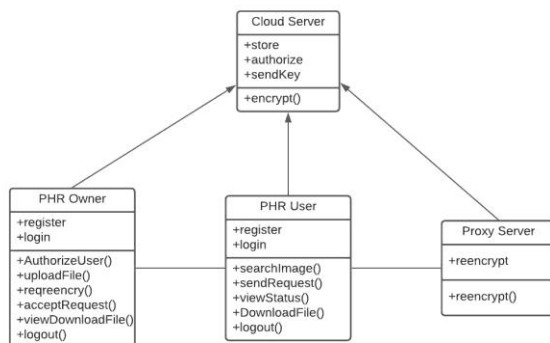 Cloud Server
+store
+authorize
+sendKey
+encrypt()
PHR Owner
+register
+login
+AuthorizeUser()
+uploadFile()
+reqreency()
+acceptRequest()
+viewDownloadFile()
+logout()
PHR User
+register
+login
+searchImage()
+sendRequest()
+viewStatus()
+DownloadFile()
+logout()
Proxy Server
+reencrypt
+reencrypt()